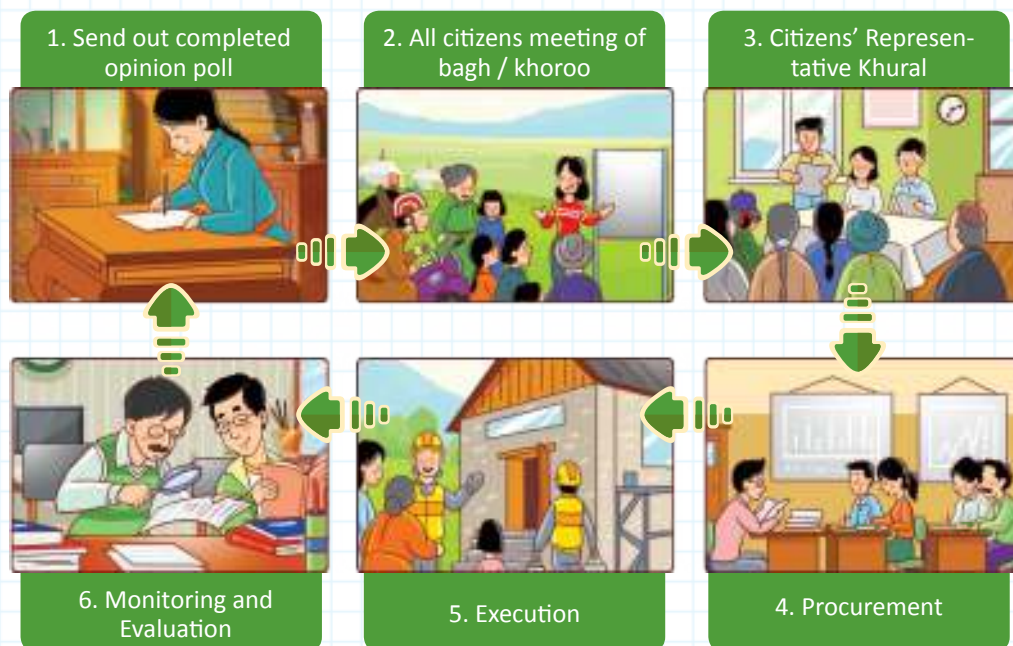 1. Send out completed
opinion poll
2. All citizens meeting of
bagh / khoroo
3. Citizens' Represen-
tative Khural
4. Procurement
5. Execution
6. Monitoring and
Evaluation